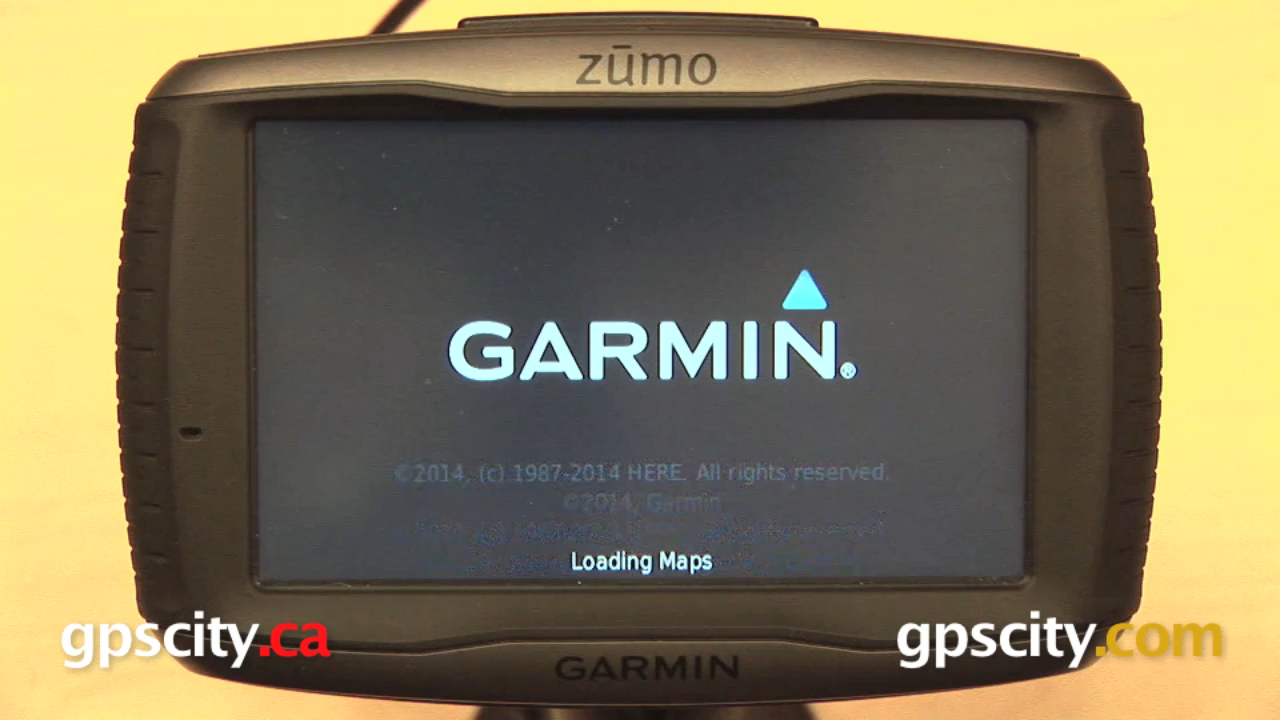 zūmo
GARMIN®
©2014, (c) 1987-2014 HERE. All rights reserved.
©2014, Garmin
Loading Maps
gpscity.ca
gpscity.com
GARMIN